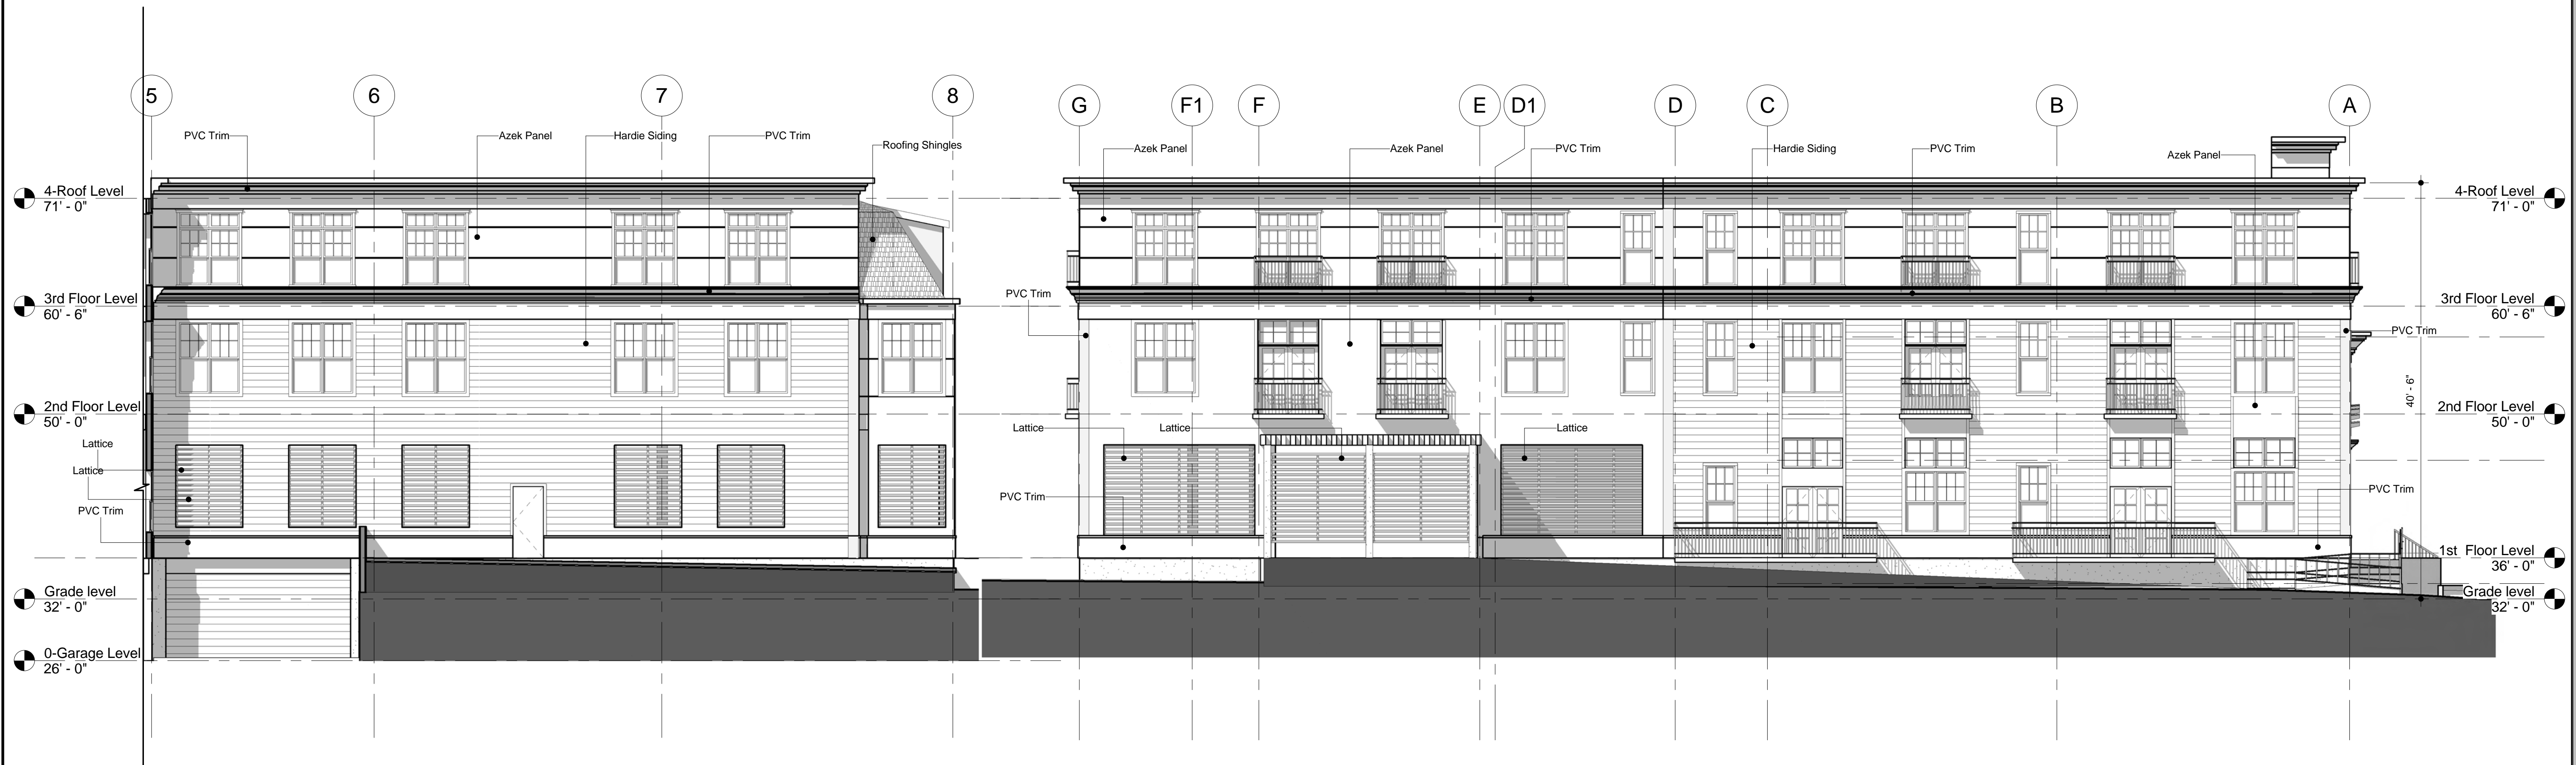 5
6
7
8
G
F1
F
E
D1
D
C
B
A
PVC Trim
Azek Panel
Hardie Siding
PVC Trim
Roofing Shingles
Azek Panel
Azek Panel
PVC Trim
Hardie Siding
PVC Trim
Azek Panel
4-Roof Level
71' - 0"
4-Roof Level
71' - 0"
3rd Floor Level
60' - 6"
PVC Trim
3rd Floor Level
60' - 6"
PVC Trim
40' - 6"
2nd Floor Level
50' - 0"
2nd Floor Level
50' - 0"
Lattice
Lattice
Lattice
Lattice
Lattice
PVC Trim
PVC Trim
PVC Trim
1st Floor Level
36' - 0"
Grade level
32' - 0"
Grade level
32' - 0"
0-Garage Level
26' - 0"